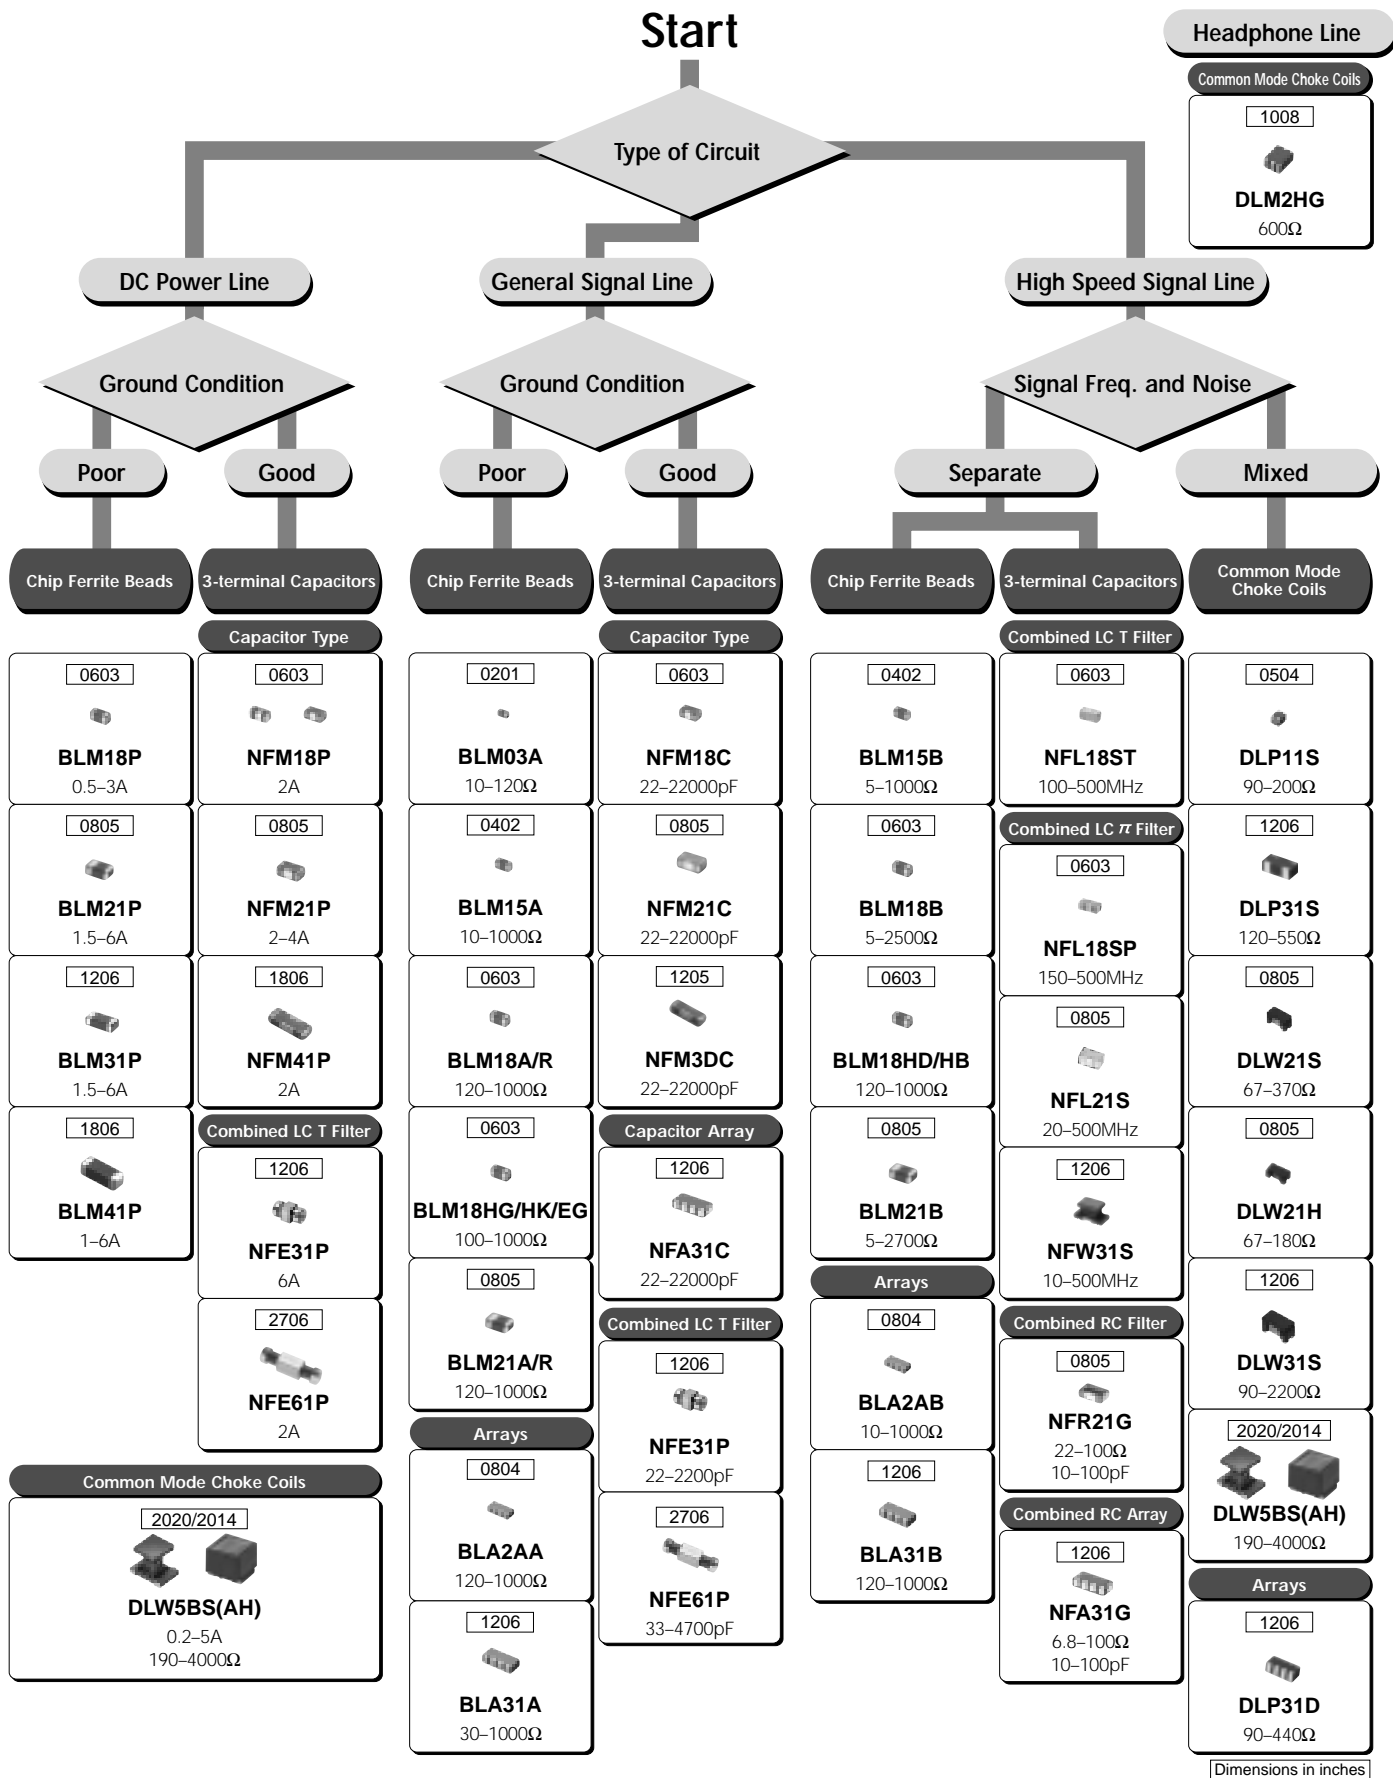 Start
Headphone Line
Common Mode Choke Coils
1008
DLM2HG
600Ω
Type of Circuit
DC Power Line
General Signal Line
High Speed Signal Line
Ground Condition
Ground Condition
Signal Freq. and Noise
Poor
Good
Poor
Good
Separate
Mixed
Chip Ferrite Beads
0603
BLM18P
0.5–3A
0805
BLM21P
1.5–6A
1206
BLM31P
1.5–6A
1806
BLM41P
1–6A
3-terminal Capacitors
Capacitor Type
0603
NFM18P
2A
0805
NFM21P
2–4A
1806
NFM41P
2A
Combined LC T Filter
1206
NFE31P
6A
2706
NFE61P
2A
Common Mode Choke Coils
2020/2014
DLW5BS(AH)
0.2–5A
190–4000Ω
Chip Ferrite Beads
0201
BLM03A
10–120Ω
0402
BLM15A
10–1000Ω
0603
BLM18A/R
120–1000Ω
0603
BLM18HG/HK/EG
100–1000Ω
0805
BLM21A/R
120–1000Ω
Arrays
0804
BLA2AA
120–1000Ω
1206
BLA31A
30–1000Ω
3-terminal Capacitors
Capacitor Type
0603
NFM18C
22–22000pF
0805
NFM21C
22–22000pF
1205
NFM3DC
22–22000pF
Capacitor Array
1206
NFA31C
22–22000pF
Combined LC T Filter
1206
NFE31P
22–2200pF
2706
NFE61P
33–4700pF
Chip Ferrite Beads
0402
BLM15B
5–1000Ω
0603
BLM18B
5–2500Ω
0603
BLM18HD/HB
120–1000Ω
0805
BLM21B
5–2700Ω
Arrays
0804
BLA2AB
10–1000Ω
1206
BLA31B
120–1000Ω
3-terminal Capacitors
Combined LC T Filter
0603
NFL18ST
100–500MHz
Combined LC π Filter
0603
NFL18SP
150–500MHz
0805
NFL21S
20–500MHz
1206
NFW31S
10–500MHz
Combined RC Filter
0805
NFR21G
22–100Ω
10–100pF
Combined RC Array
1206
NFA31G
6.8–100Ω
10–100pF
Common Mode
Choke Coils
0504
DLP11S
90–200Ω
1206
DLP31S
120–550Ω
0805
DLW21S
67–370Ω
0805
DLW21H
67–180Ω
1206
DLW31S
90–2200Ω
2020/2014
DLW5BS(AH)
190–4000Ω
Arrays
1206
DLP31D
90–440Ω
Dimensions in inches